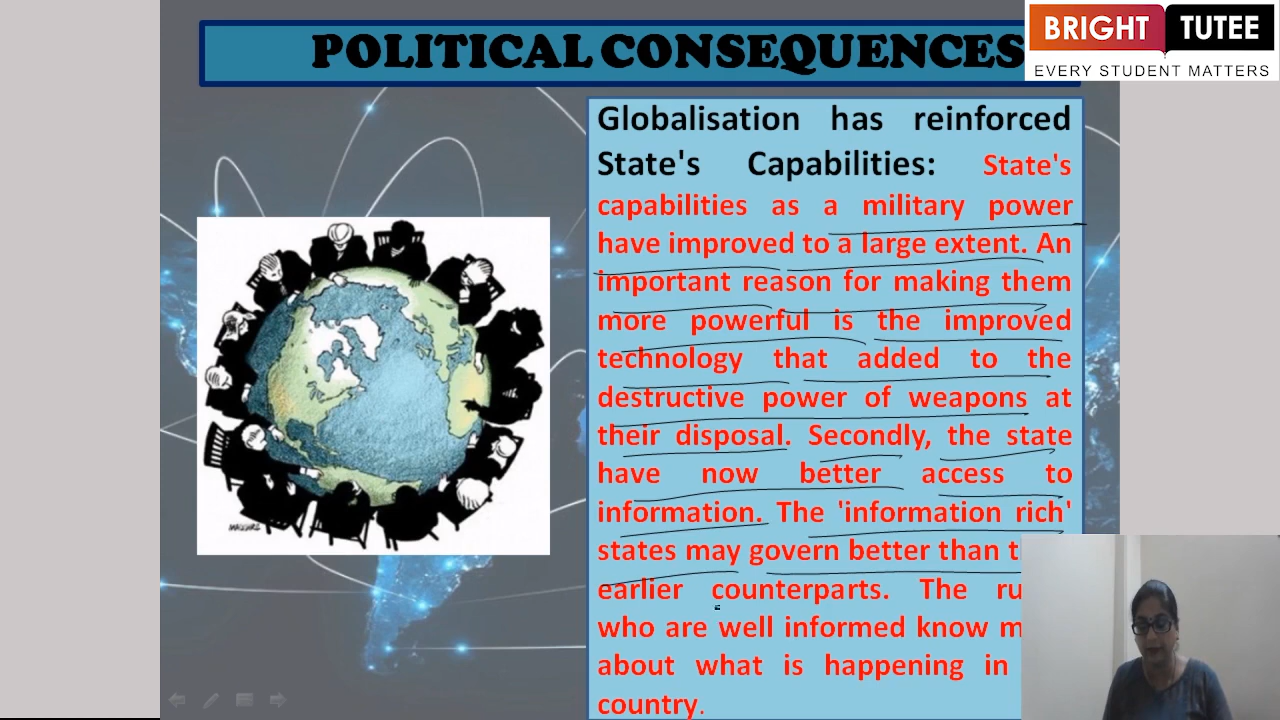 POLITICAL CONSEQUENCES
BRIGHT TUTEE
EVERY STUDENT MATTERS
Globalisation has reinforced
State's Capabilities: State's
capabilities as a military power
have improved to a large extent. An
important reason for making them
more powerful is the improved
technology that added to the
destructive power of weapons at
their disposal. Secondly, the state
have now better access to
information. The 'information rich'
states may govern better than
earlier counterparts. The
who are well informed know
about what is happening in
country.